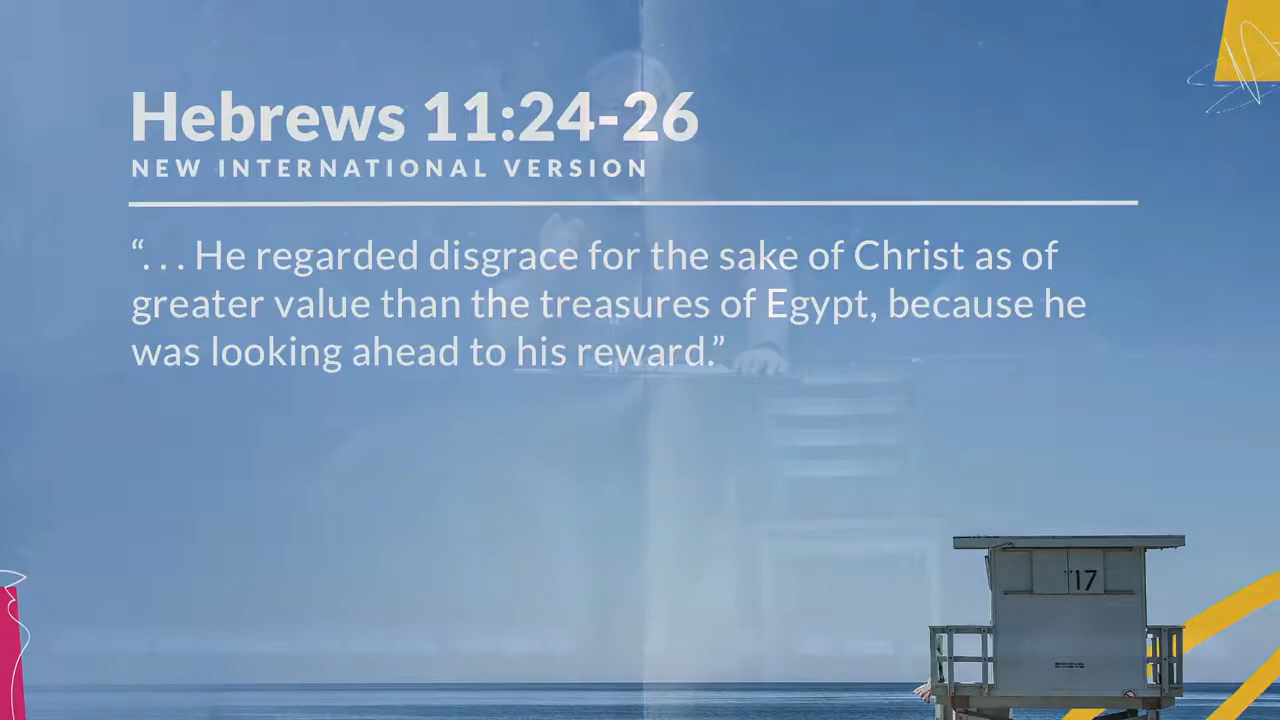 Hebrews 11:24-26
NEW INTERNATIONAL VERSION
“. . . He regarded disgrace for the sake of Christ as of
greater value than the treasures of Egypt, because he
was looking ahead to his reward.”
17